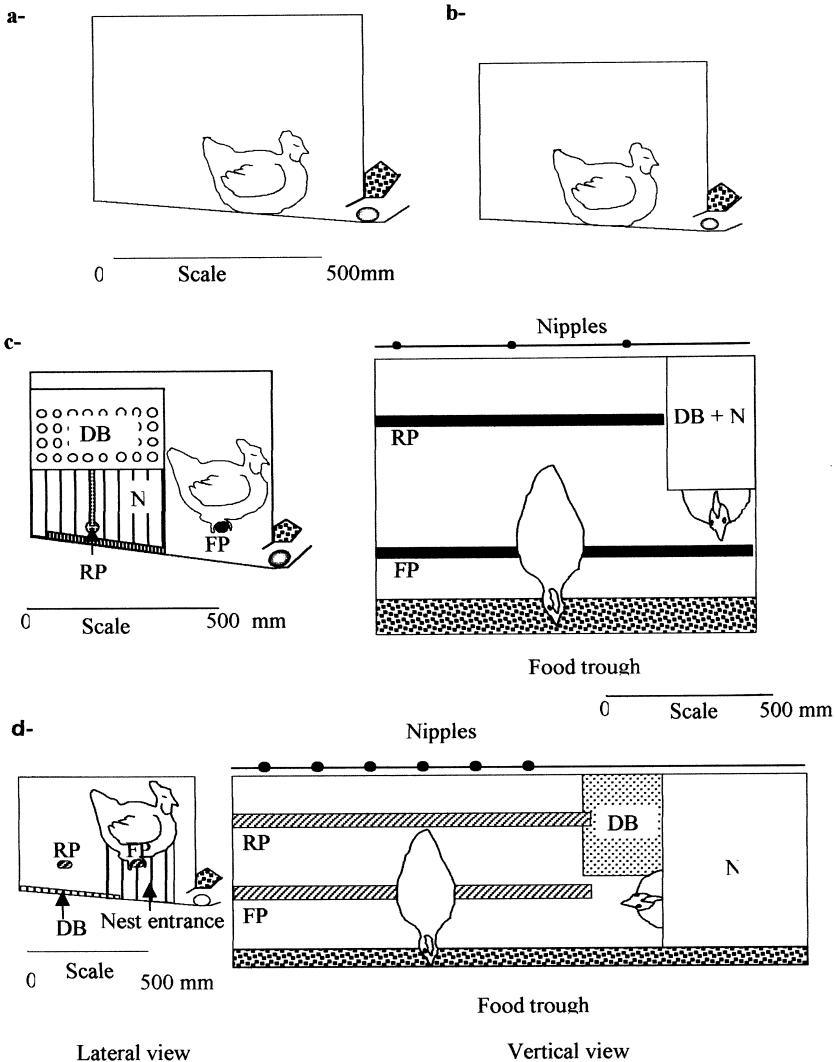 a-
b-
0 Scale 500mm
c-
Nipples
DB
N
FP
RP
0 Scale 500 mm
DB + N
RP
FP
Food trough
0 Scale 500 mm
d-
Nipples
RP FP
DB Nest entrance
0 Scale 500 mm
DB
RP
N
FP
Food trough
Lateral view Vertical view